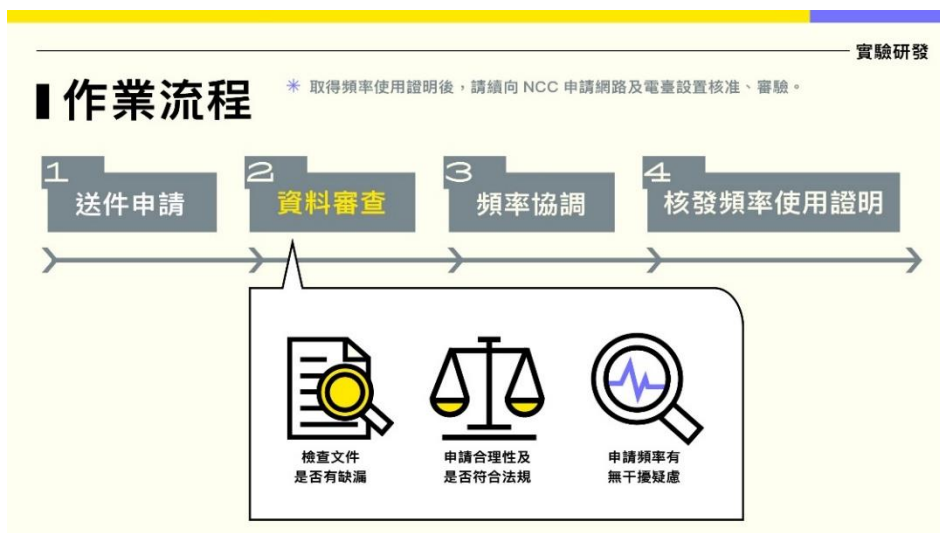 實驗研發
作業流程
* 取得頻率使用證明後，請續向 NCC 申請網路及電臺設置核准、審驗。
1
送件申請
2
資料審查
3
頻率協調
4
核發頻率使用證明
檢查文件
是否有缺漏
申請合理性及
是否符合法規
申請頻率有
無干擾疑慮